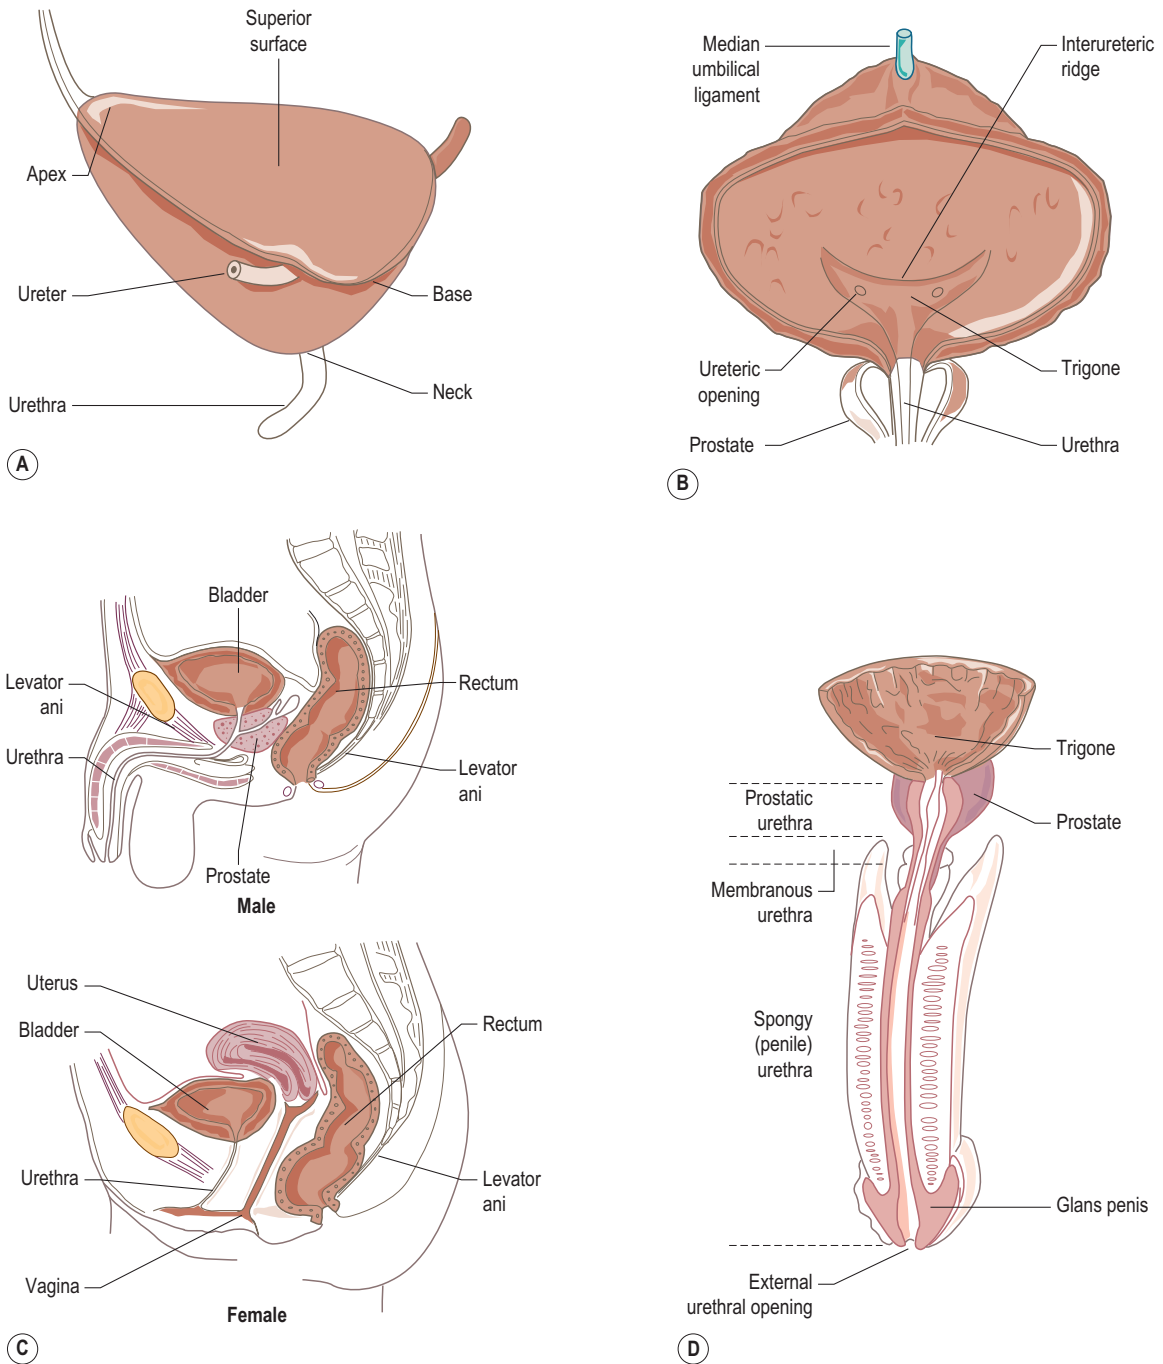 Superior
surface
Apex
Ureter
Base
Neck
Urethra
A
Median
umbilical
ligament
Interureteric
ridge
Ureteric
opening
Trigone
Prostate
Urethra
B
Bladder
Levator
ani
Rectum
Urethra
Levator
ani
Prostate
Male
Uterus
Bladder
Rectum
Urethra
Levator
ani
Vagina
Female
C
Trigone
Prostatic
urethra
Prostate
Membranous
urethra
Spongy
(penile)
urethra
Glans penis
External
urethral opening
D